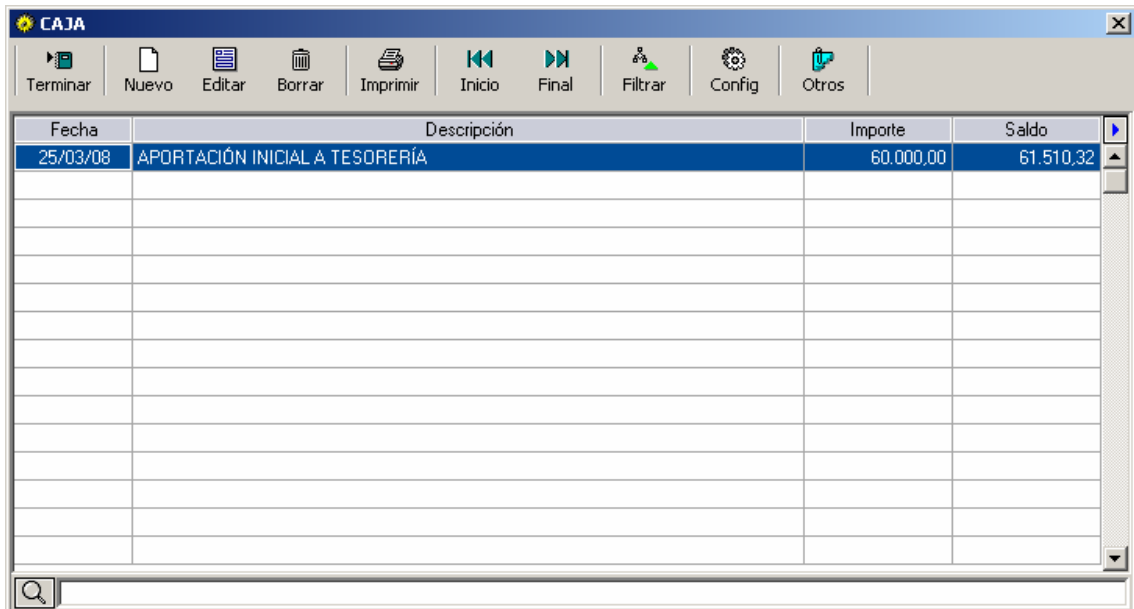 CAJA
Terminar Nuevo Editar Borrar Imprimir Inicio Final Filtrar Config Otros
Fecha Descripción Importe Saldo
25/03/08 APORTACIÓN INICIAL A TESORERÍA 60.000,00 61.510,32